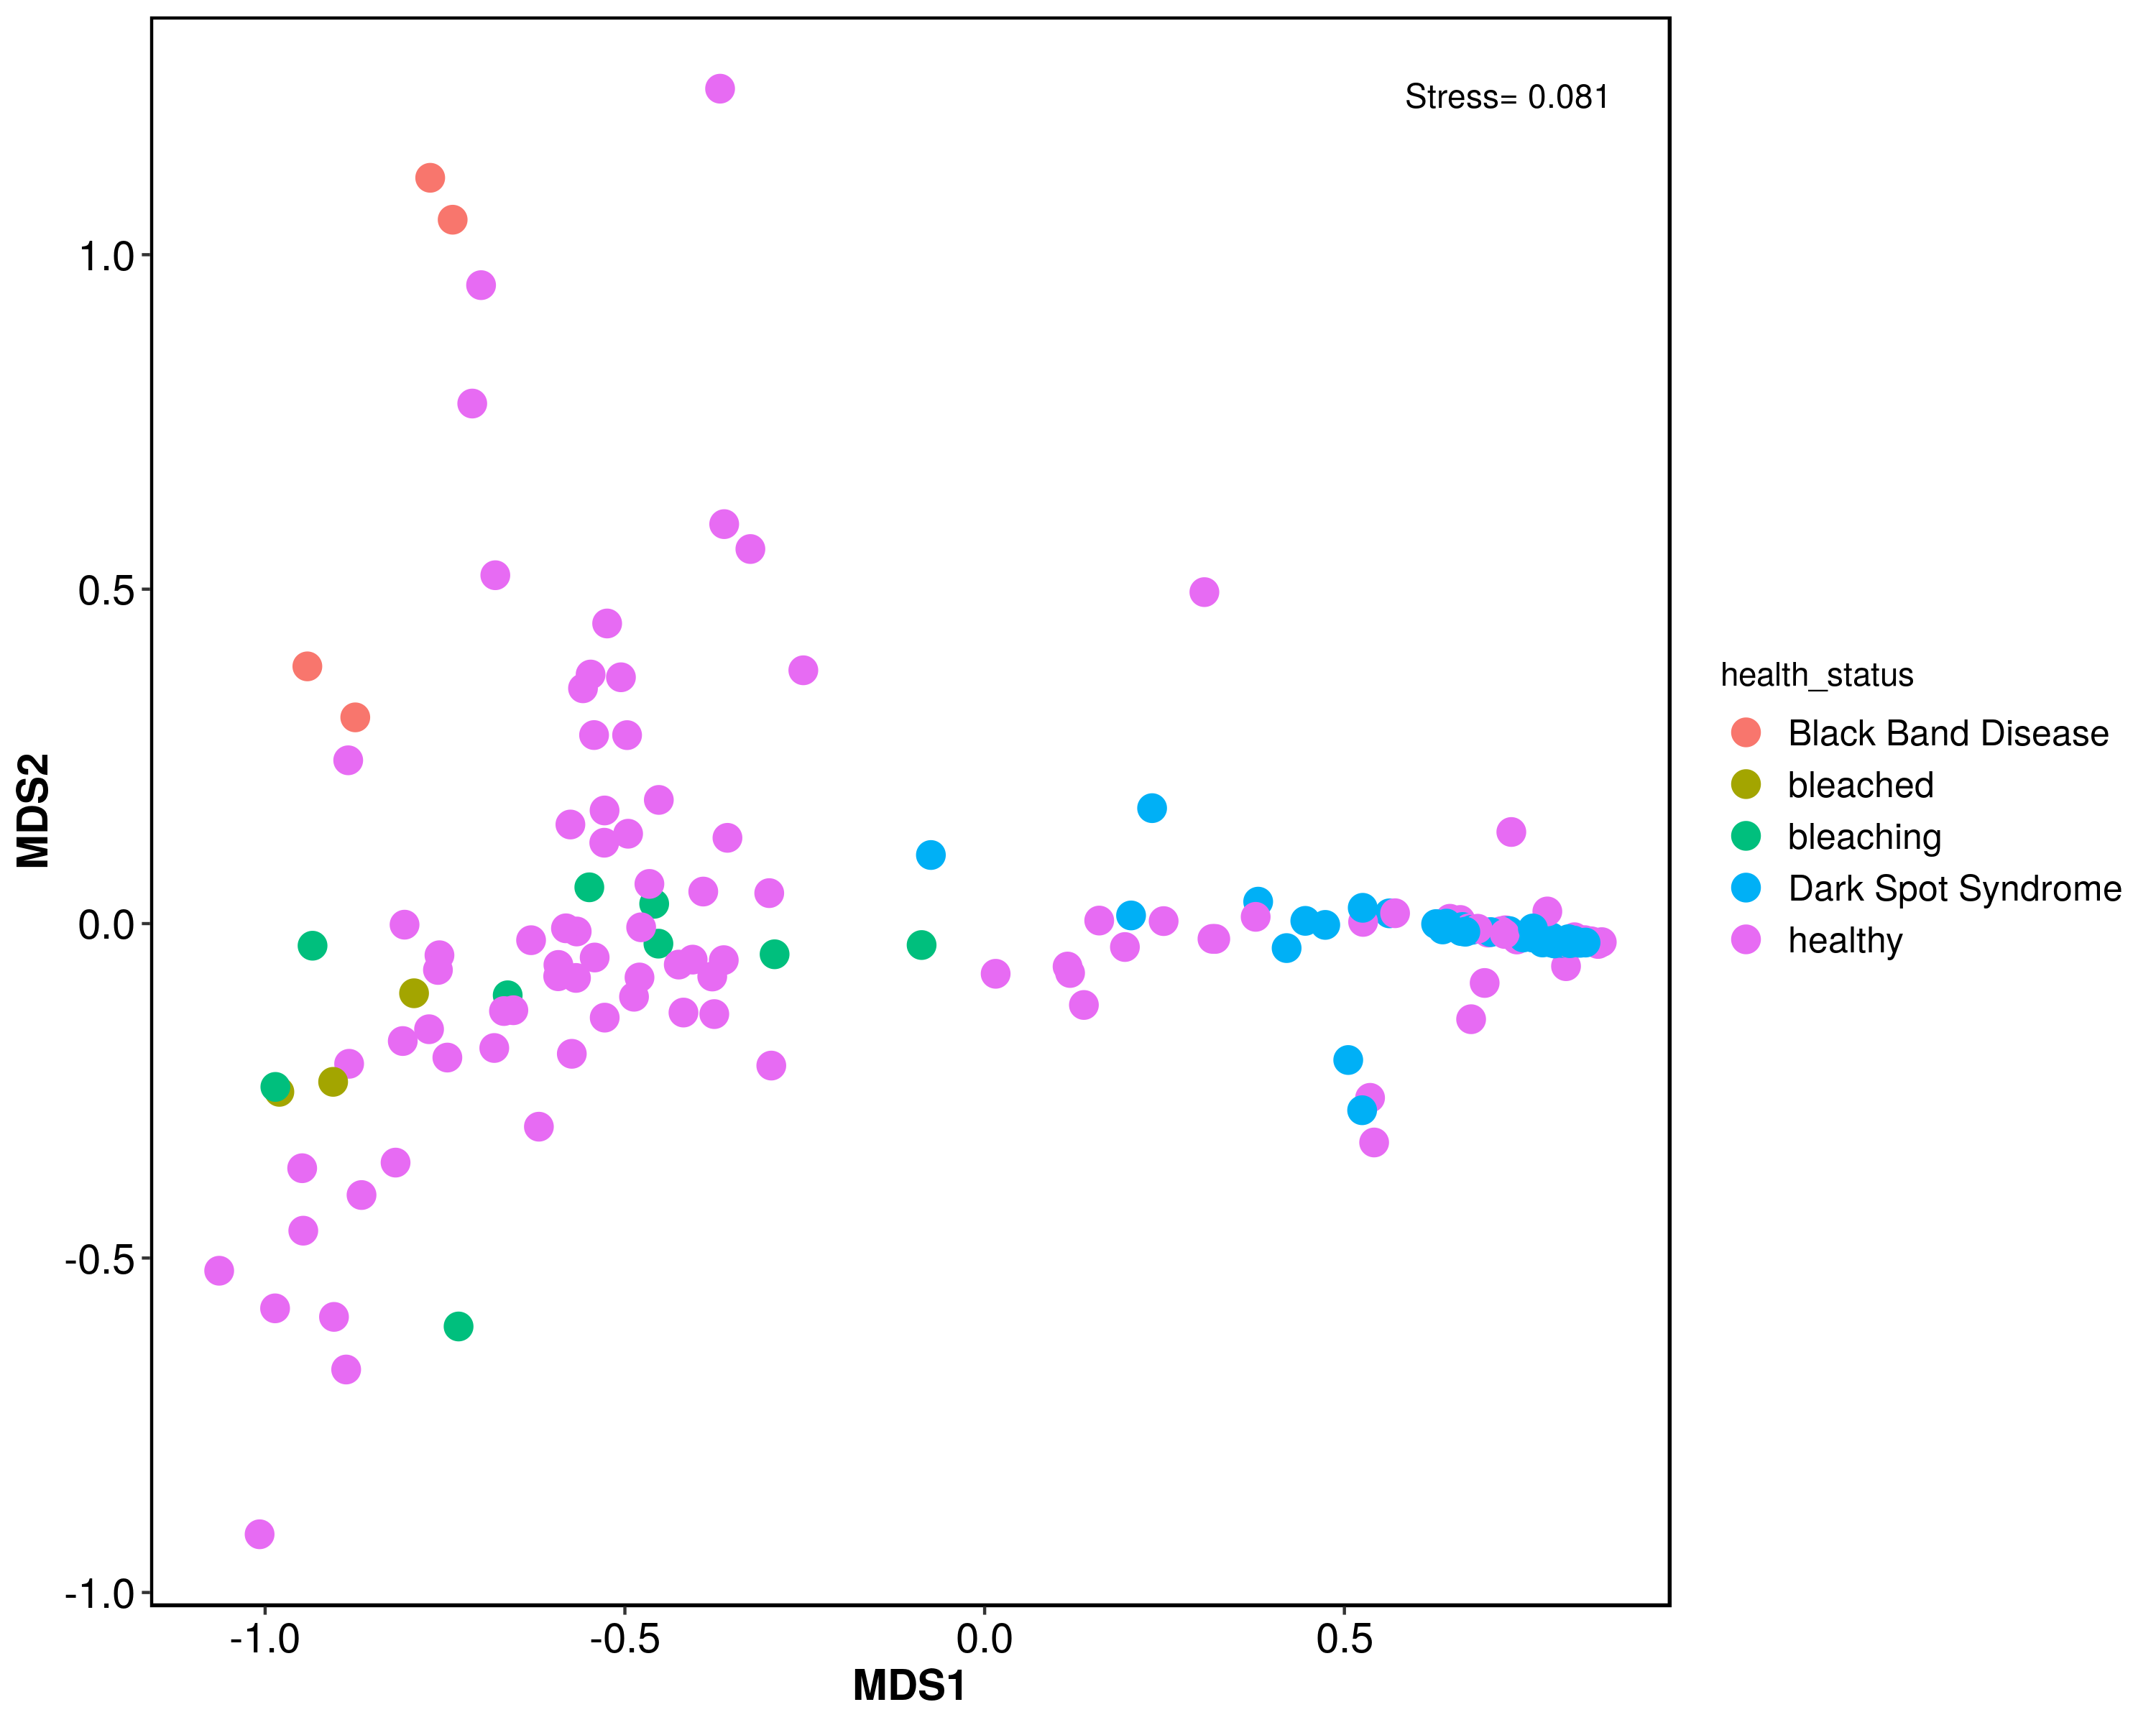 Stress= 0.081
MDS2
1.0
0.5
0.0
-0.5
-1.0
-1.0
-0.5
0.0
0.5
MDS1
health_status
Black Band Disease
bleached
bleaching
Dark Spot Syndrome
healthy